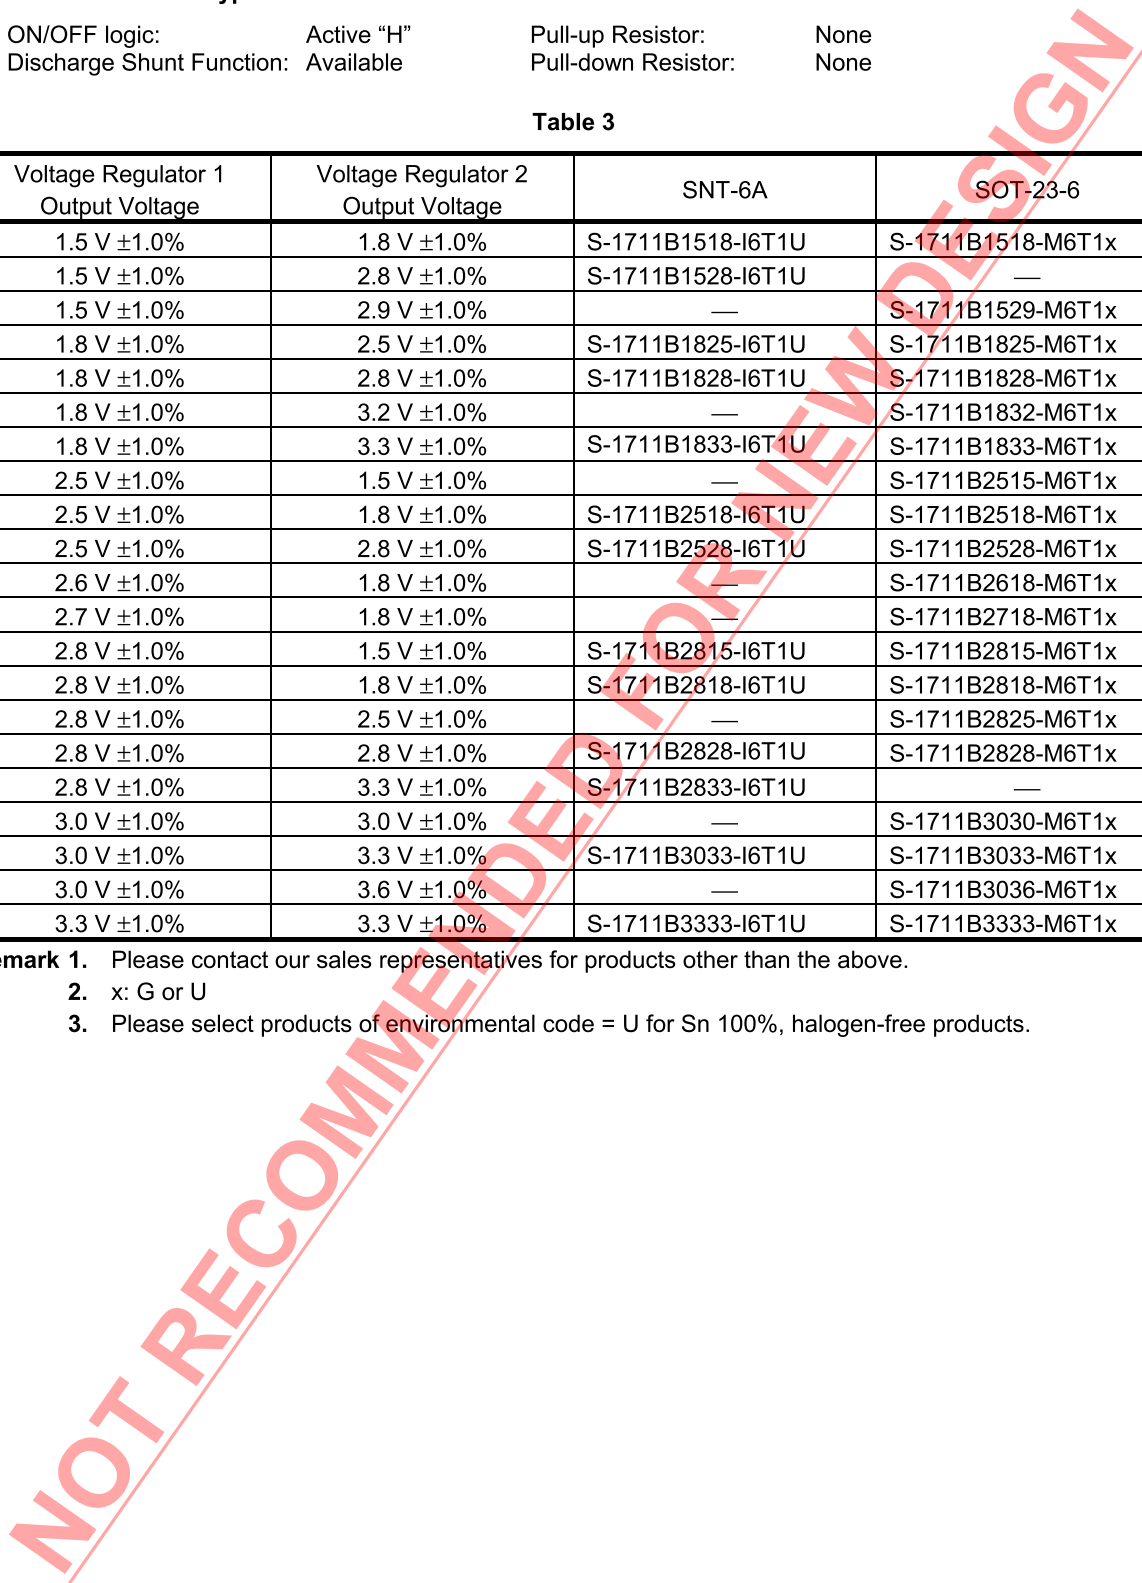 ON/OFF logic: Active “H” Pull-up Resistor: None
Discharge Shunt Function: Available Pull-down Resistor: None
Table 3
Voltage Regulator 1 Output Voltage Voltage Regulator 2 Output Voltage SNT-6A SOT-23-6
1.5 V ±1.0% 1.8 V ±1.0% S-1711B1518-I6T1U S-1711B1518-M6T1x
1.5 V ±1.0% 2.8 V ±1.0% S-1711B1528-I6T1U —
1.5 V ±1.0% 2.9 V ±1.0% — S-1711B1529-M6T1x
1.8 V ±1.0% 2.5 V ±1.0% S-1711B1825-I6T1U S-1711B1825-M6T1x
1.8 V ±1.0% 2.8 V ±1.0% S-1711B1828-I6T1U S-1711B1828-M6T1x
1.8 V ±1.0% 3.2 V ±1.0% — S-1711B1832-M6T1x
1.8 V ±1.0% 3.3 V ±1.0% S-1711B1833-I6T1U S-1711B1833-M6T1x
2.5 V ±1.0% 1.5 V ±1.0% — S-1711B2515-M6T1x
2.5 V ±1.0% 1.8 V ±1.0% S-1711B2518-I6T1U S-1711B2518-M6T1x
2.5 V ±1.0% 2.8 V ±1.0% S-1711B2528-I6T1U S-1711B2528-M6T1x
2.6 V ±1.0% 1.8 V ±1.0% — S-1711B2618-M6T1x
2.7 V ±1.0% 1.8 V ±1.0% — S-1711B2718-M6T1x
2.8 V ±1.0% 1.5 V ±1.0% S-1711B2815-I6T1U S-1711B2815-M6T1x
2.8 V ±1.0% 1.8 V ±1.0% S-1711B2818-I6T1U S-1711B2818-M6T1x
2.8 V ±1.0% 2.5 V ±1.0% — S-1711B2825-M6T1x
2.8 V ±1.0% 2.8 V ±1.0% S-1711B2828-I6T1U S-1711B2828-M6T1x
2.8 V ±1.0% 3.3 V ±1.0% S-1711B2833-I6T1U —
3.0 V ±1.0% 3.0 V ±1.0% — S-1711B3030-M6T1x
3.0 V ±1.0% 3.3 V ±1.0% S-1711B3033-I6T1U S-1711B3033-M6T1x
3.0 V ±1.0% 3.6 V ±1.0% — S-1711B3036-M6T1x
3.3 V ±1.0% 3.3 V ±1.0% S-1711B3333-I6T1U S-1711B3333-M6T1x
emark 1. Please contact our sales representatives for products other than the above.
2. x: G or U
3. Please select products of environmental code = U for Sn 100%, halogen-free products.
NOT RECOMMENDED FOR NEW DESIGN